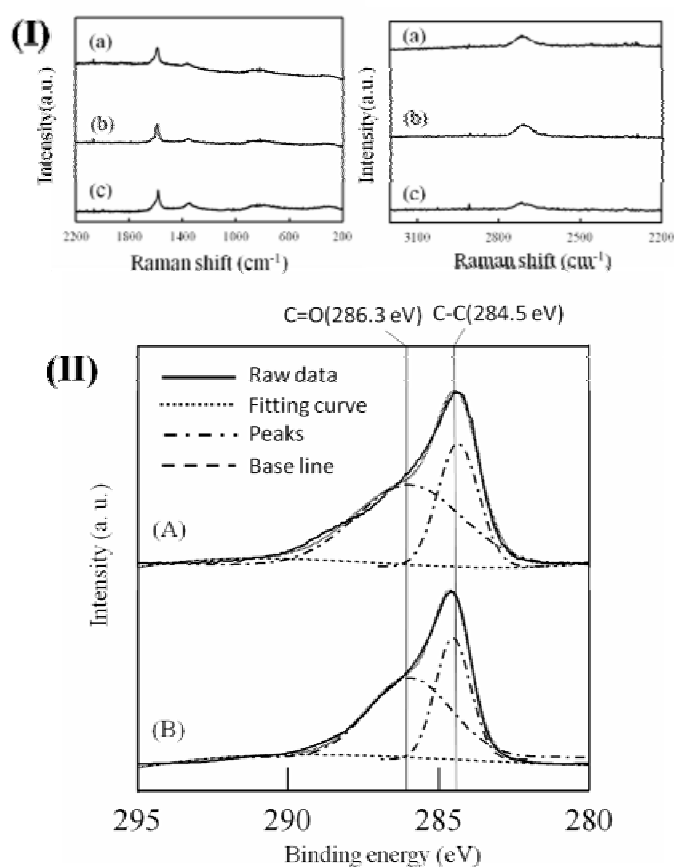 (I)
(a)
(b)
(c)
Intensity(a.u.)
2200 1800 1400 1000 600 200
Raman shift (cm-1)
(a)
(b)
(c)
Intensity(a.u.)
3100 2800 2500 2200
Raman shift (cm-1)
(II)
C=O(286.3 eV) C-C(284.5 eV)
Raw data
Fitting curve
Peaks
Base line
(A)
(B)
Intensity (a. u.)
295 290 285 280
Binding energy (eV)